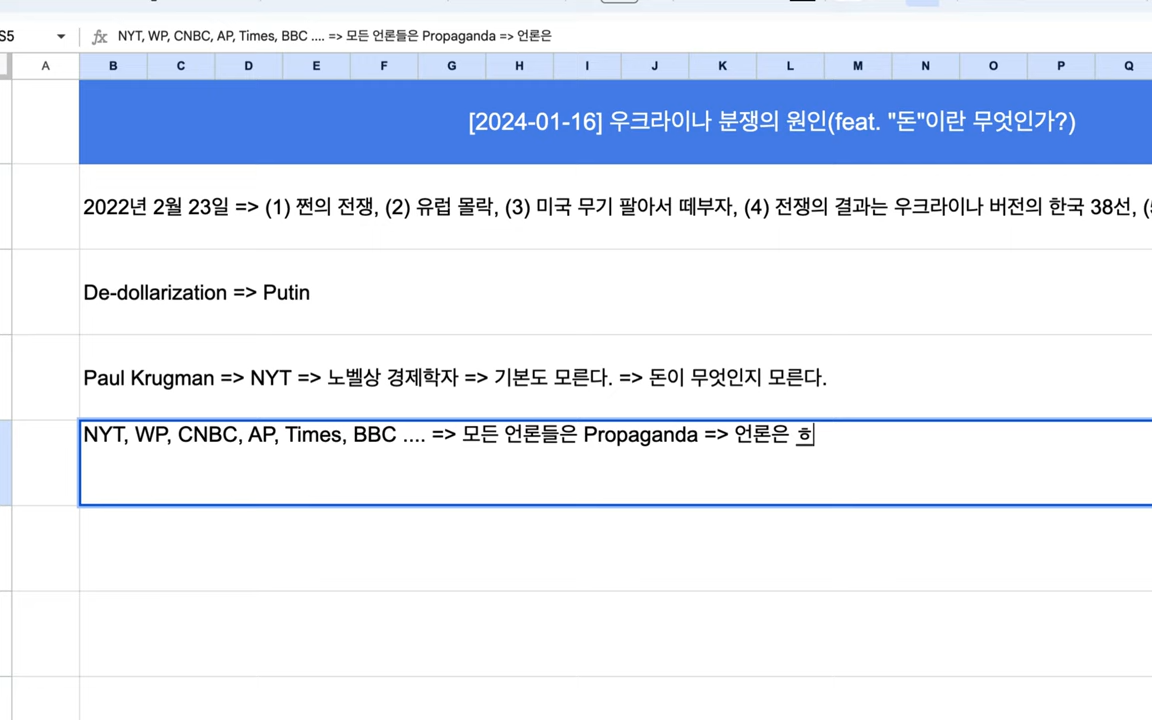 S5 fx NYT, WP, CNBC, AP, Times, BBC .... => 모든 언론들은 Propaganda => 언론은
A B C D E F G H I J K L M N O P Q
[2024-01-16] 우크라이나 분쟁의 원인(feat. "돈"이란 무엇인가?)
2022년 2월 23일 => (1) 쩐의 전쟁, (2) 유럽 몰락, (3) 미국 무기 팔아서 떼부자, (4) 전쟁의 결과는 우크라이나 버전의 한국 38선,
De-dollarization => Putin
Paul Krugman => NYT => 노벨상 경제학자 => 기본도 모른다. => 돈이 무엇인지 모른다.
NYT, WP, CNBC, AP, Times, BBC .... => 모든 언론들은 Propaganda => 언론은 ㅎ